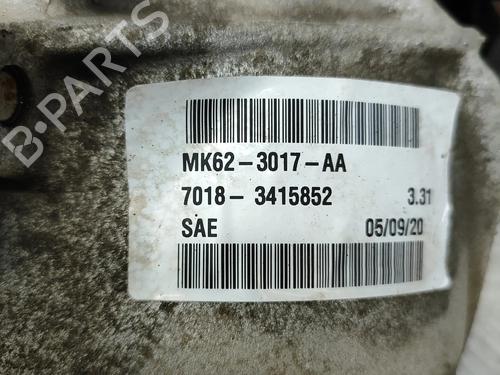 B-PARTS
MK62-3017-AA
7018-3415852 3.31
SAE 05/09/20